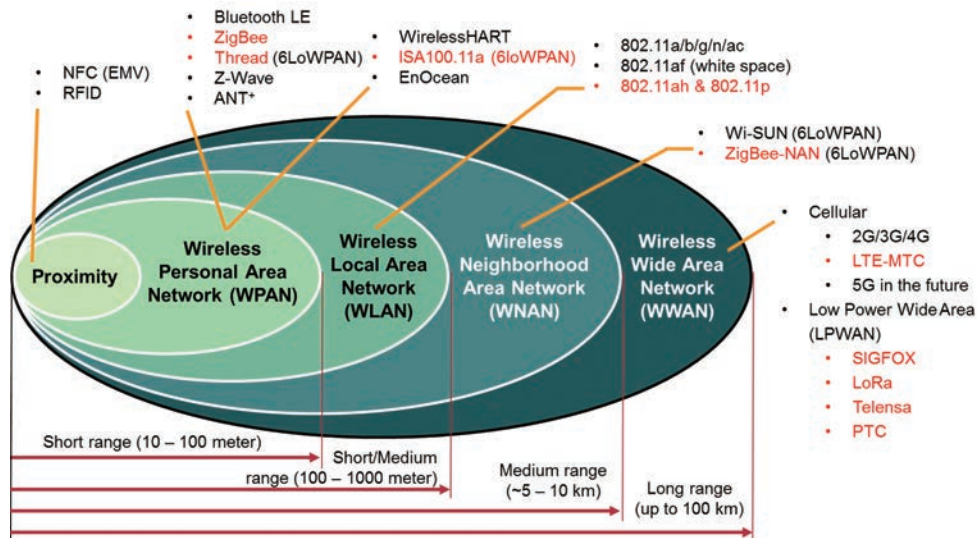 • Bluetooth LE
• ZigBee
• Thread (6LoWPAN)
• Z-Wave
• ANT+
• WirelessHART
• ISA100.11a (6loWPAN)
• EnOcean
• 802.11a/b/g/n/ac
• 802.11af (white space)
• 802.11ah & 802.11p
• NFC (EMV)
• RFID
• Wi-SUN (6LoWPAN)
• ZigBee-NAN (6LoWPAN)
• Cellular
• 2G/3G/4G
• LTE-MTC
• 5G in the future
• Low Power Wide Area
(LPWAN)
• SIGFOX
• LoRa
• Telensa
• PTC
Proximity
Wireless
Personal Area
Network (WPAN)
Wireless
Local Area
Network
(WLAN)
Wireless
Neighborhood
Area Network
(WNAN)
Wireless
Wide Area
Network
(WWAN)
Short range (10 – 100 meter)
Short/Medium
range (100 – 1000 meter)
Medium range
(~5 – 10 km)
Long range
(up to 100 km)